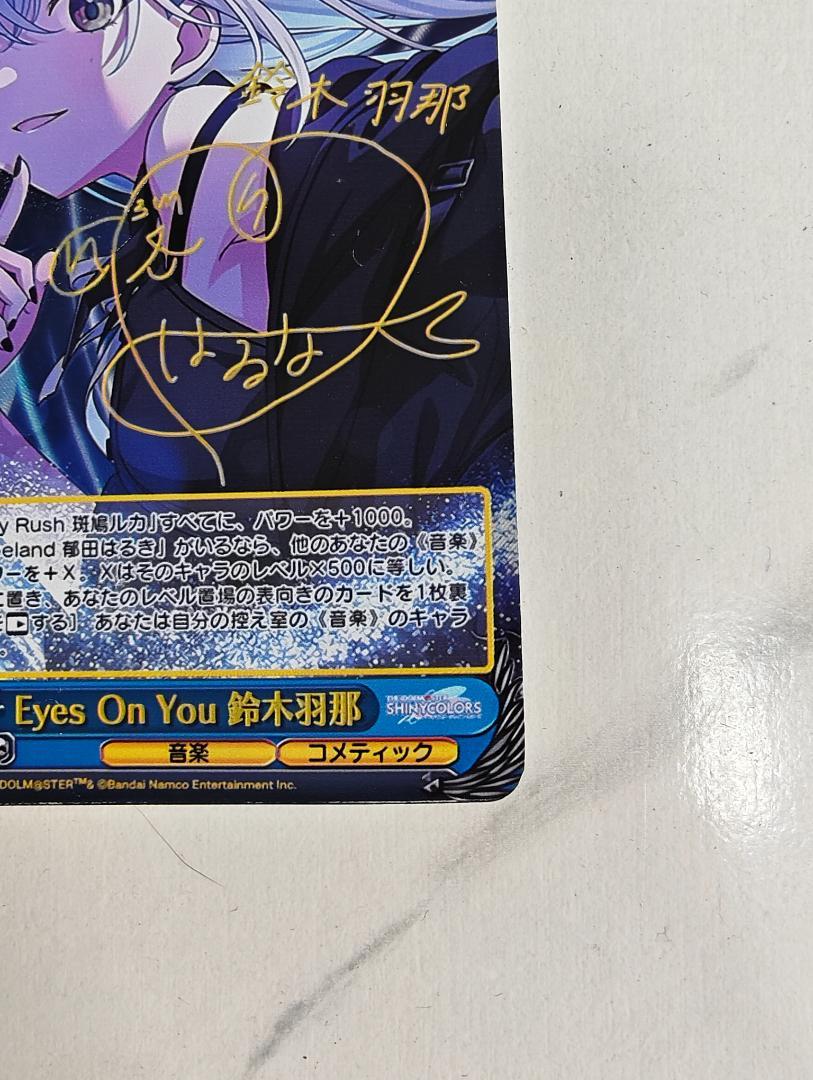 鈴木 羽那
はるな
y Rush 斑鳩ルカ」すべてに、パワーを+1000。
eland 郁田はるき」がいるなら、他のあなたの《音楽》
ワーを+X。Xはそのキャラのレベル×500に等しい。
に置き、あなたのレベル置場の表向きのカードを1枚裏
する] あなたは自分の控え室の《音楽》のキャラ
。
Eyes On You 鈴木羽那
SHINYCOLORS
音楽
コメティック
DOLM@STER™& ©Bandai Namco Entertainment Inc.